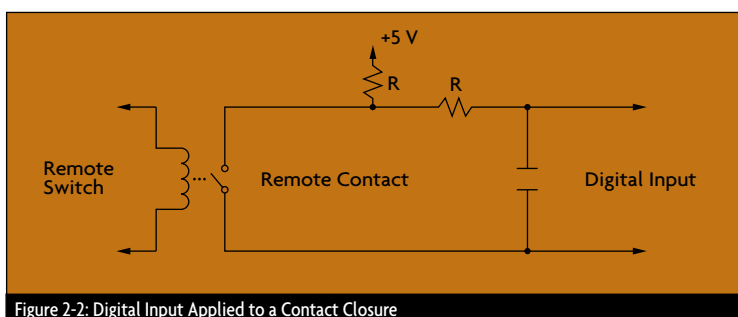 +5 V
R
R
Remote
Switch
Remote Contact
Digital Input
Figure 2-2: Digital Input Applied to a Contact Closure